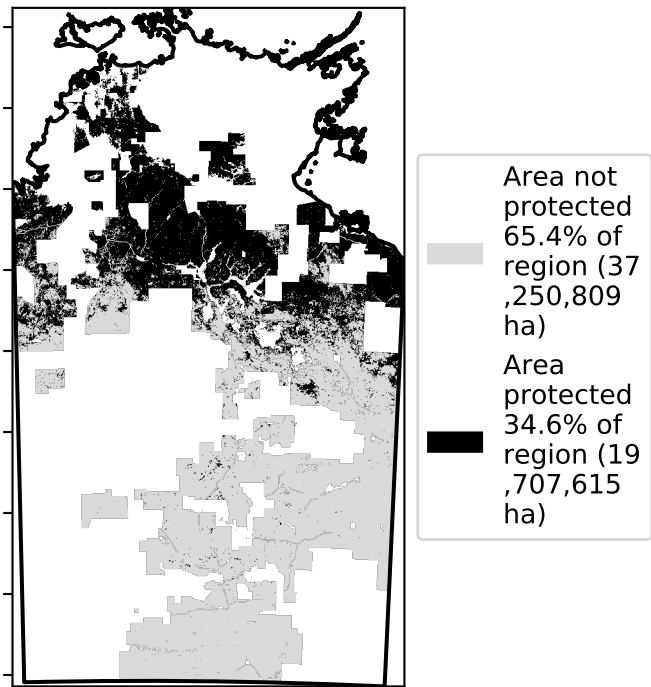 Area not
protected
65.4% of
region (37
,250,809
ha)
Area
protected
34.6% of
region (19
,707,615
ha)